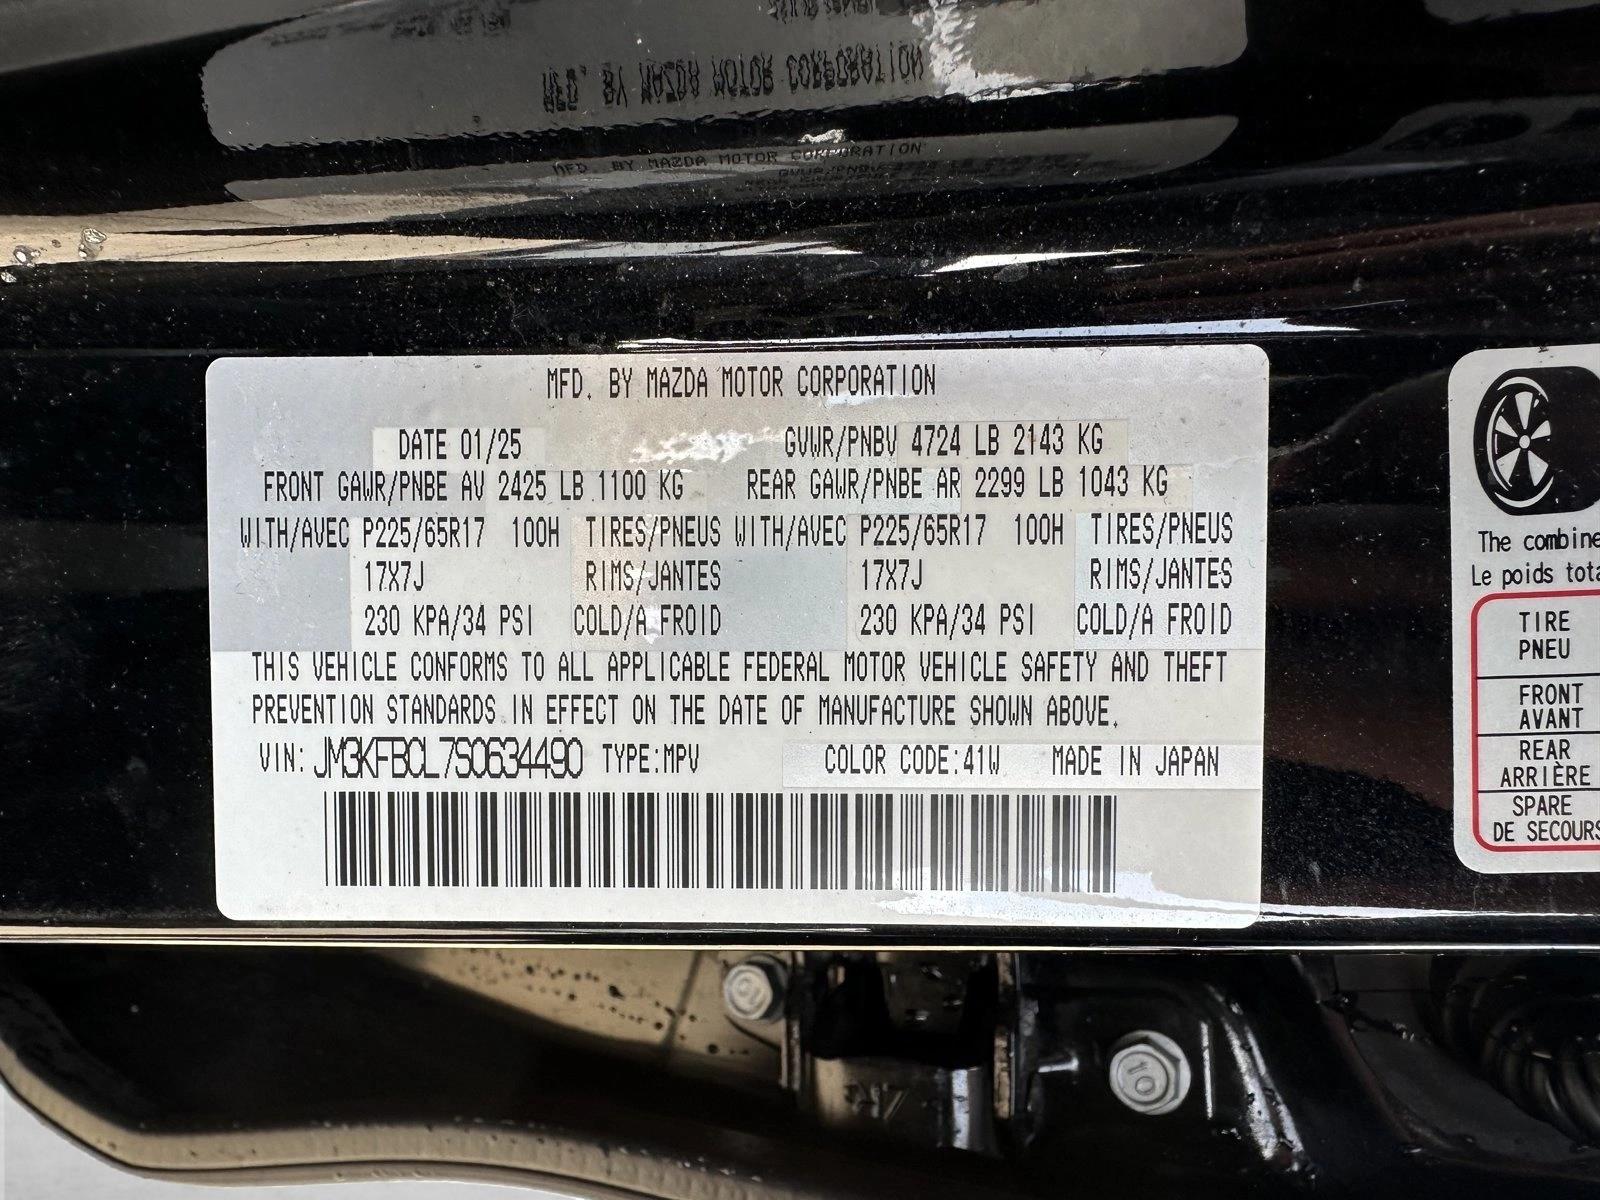 MFD. BY MAZDA MOTOR CORPORATION
MFD. BY MAZDA MOTOR CORPORATION
MFD. BY MAZDA MOTOR CORPORATION
DATE 01/25 GVWR/PNBV 4724 LB 2143 KG
FRONT GAWR/PNBE AV 2425 LB 1100 KG REAR GAWR/PNBE AR 2299 LB 1043 KG
WITH/AVEC P225/65R17 100H TIRES/PNEUS WITH/AVEC P225/65R17 100H TIRES/PNEUS
17X7J RIMS/JANTES 17X7J RIMS/JANTES
230 KPA/34 PSI COLD/A FROID 230 KPA/34 PSI COLD/A FROID
THIS VEHICLE CONFORMS TO ALL APPLICABLE FEDERAL MOTOR VEHICLE SAFETY AND THEFT
PREVENTION STANDARDS IN EFFECT ON THE DATE OF MANUFACTURE SHOWN ABOVE.
VIN: JM3KFBCL7S0634490 TYPE:MPV COLOR CODE:41W MADE IN JAPAN
The combine
Le poids tota
TIRE
PNEU
FRONT
AVANT
REAR
ARRIÈRE
SPARE
DE SECOURS
10